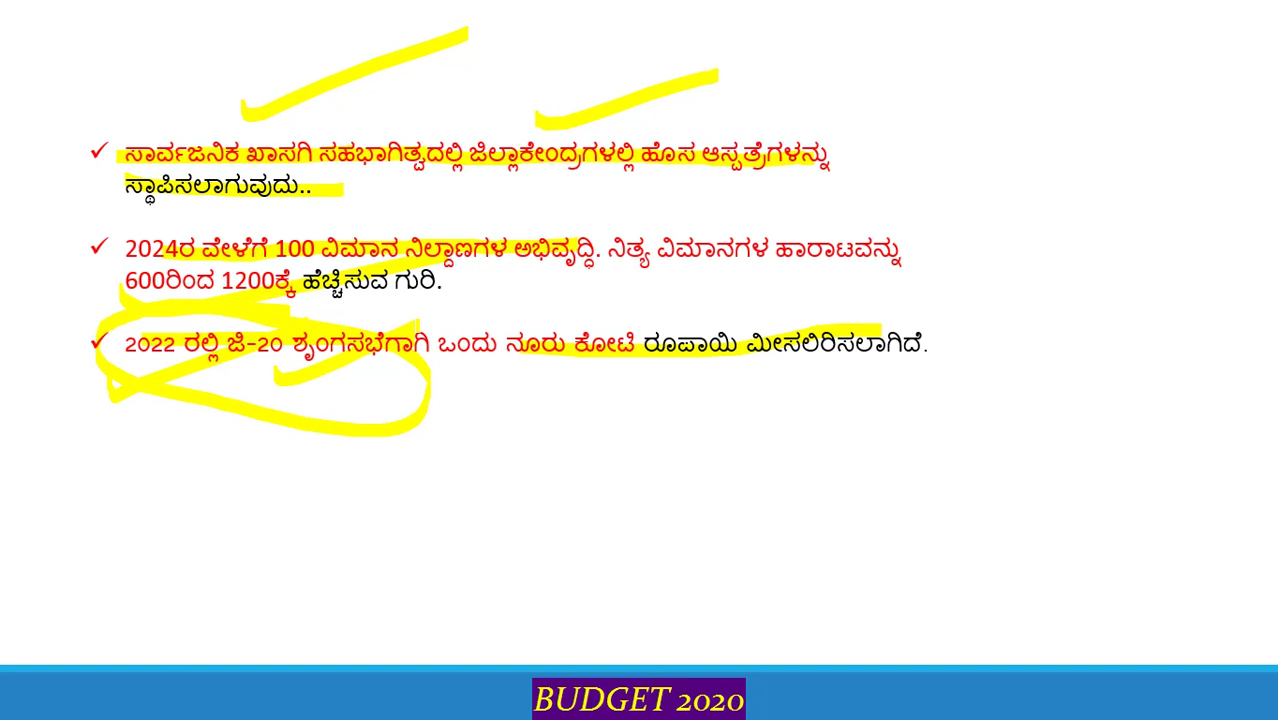 ಸಾರ್ವಜನಿಕ ಖಾಸಗಿ ಸಹಭಾಗಿತ್ವದಲ್ಲಿ ಜಿಲ್ಲಾಕೇಂದ್ರಗಳಲ್ಲಿ ಹೊಸ ಆಸ್ಪತ್ರೆಗಳನ್ನು
ಸ್ಥಾಪಿಸಲಾಗುವುದು..
2024ರ ವೇಳೆಗೆ 100 ವಿಮಾನ ನಿಲ್ದಾಣಗಳ ಅಭಿವೃದ್ಧಿ. ನಿತ್ಯ ವಿಮಾನಗಳ ಹಾರಾಟವನ್ನು
600ರಿಂದ 1200ಕ್ಕೆ ಹೆಚ್ಚಿಸುವ ಗುರಿ.
2022 ರಲ್ಲಿ ಜಿ-20 ಶೃಂಗಸಭೆಗಾಗಿ ಒಂದು ನೂರು ಕೋಟಿ ರೂಪಾಯಿ ಮೀಸಲಿರಿಸಲಾಗಿದೆ.
BUDGET 2020